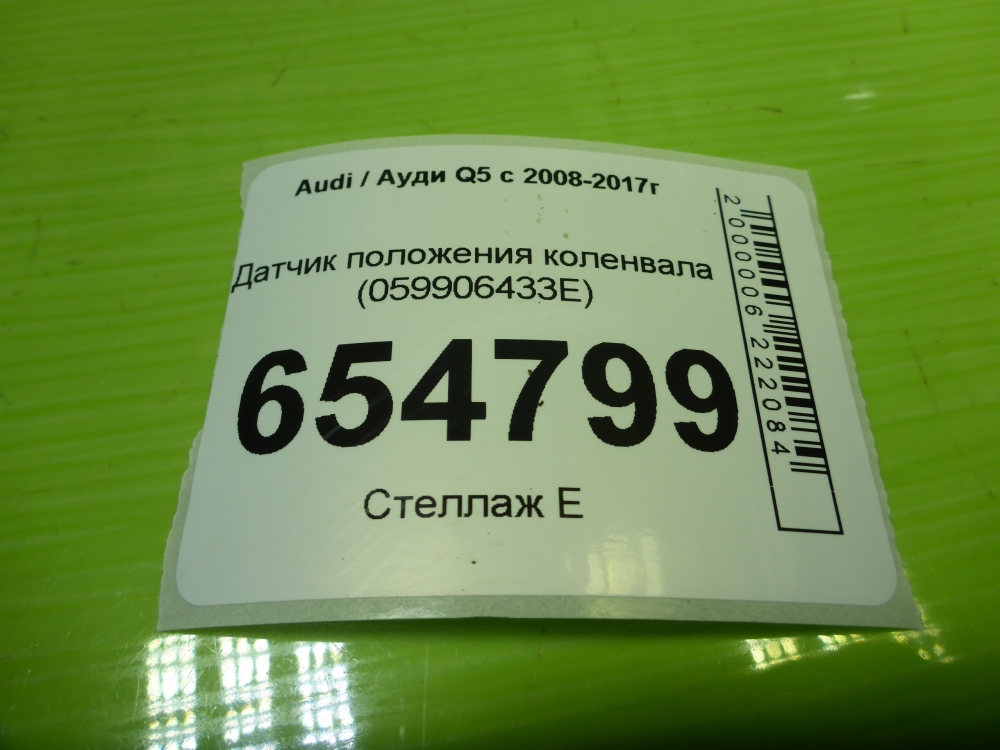 Audi / Ауди Q5 с 2008-2017г
Датчик положения коленвала
(059906433E)
654799
Стеллаж Е
2000006222084